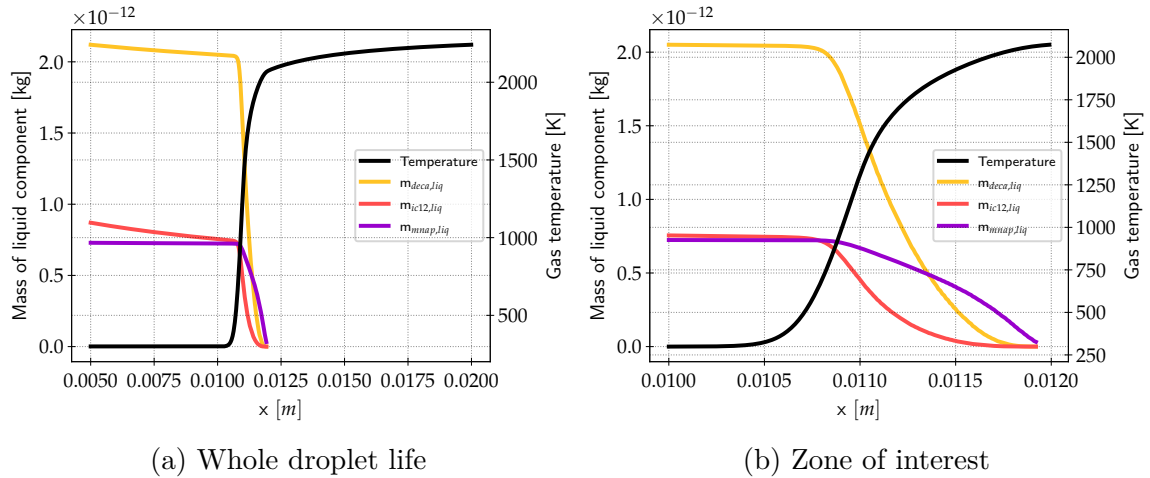 ×10⁻¹²
2.0
1.5
1.0
0.5
0.0
Mass of liquid component [kg]
2000
1500
1000
500
Gas temperature [K]
Temperature
m_deca,liq
m_ic12,liq
m_mnap,liq
0.0050 0.0075 0.0100 0.0125 0.0150 0.0175 0.0200
x [m]
(a) Whole droplet life
×10⁻¹²
2.0
1.5
1.0
0.5
0.0
Mass of liquid component [kg]
2000
1750
1500
1250
1000
750
500
250
Gas temperature [K]
Temperature
m_deca,liq
m_ic12,liq
m_mnap,liq
0.0100 0.0105 0.0110 0.0115 0.0120
x [m]
(b) Zone of interest